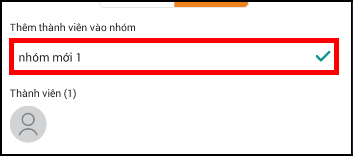 Thêm thành viên vào nhóm
nhóm mới 1
Thành viên (1)